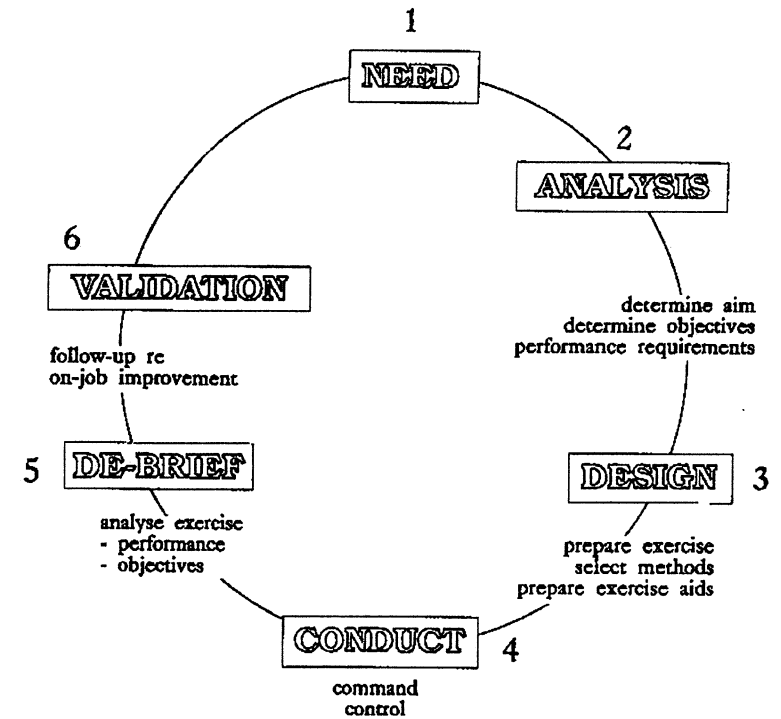 1
NEED
2
ANALYSIS
determine aim
determine objectives
performance requirements
DESIGN 3
prepare exercise
select methods
prepare exercise aids
CONDUCT 4
command
control
5 DE-BRIEF
analyse exercise
- performance
- objectives
6
VALIDATION
follow-up re
on-job improvement